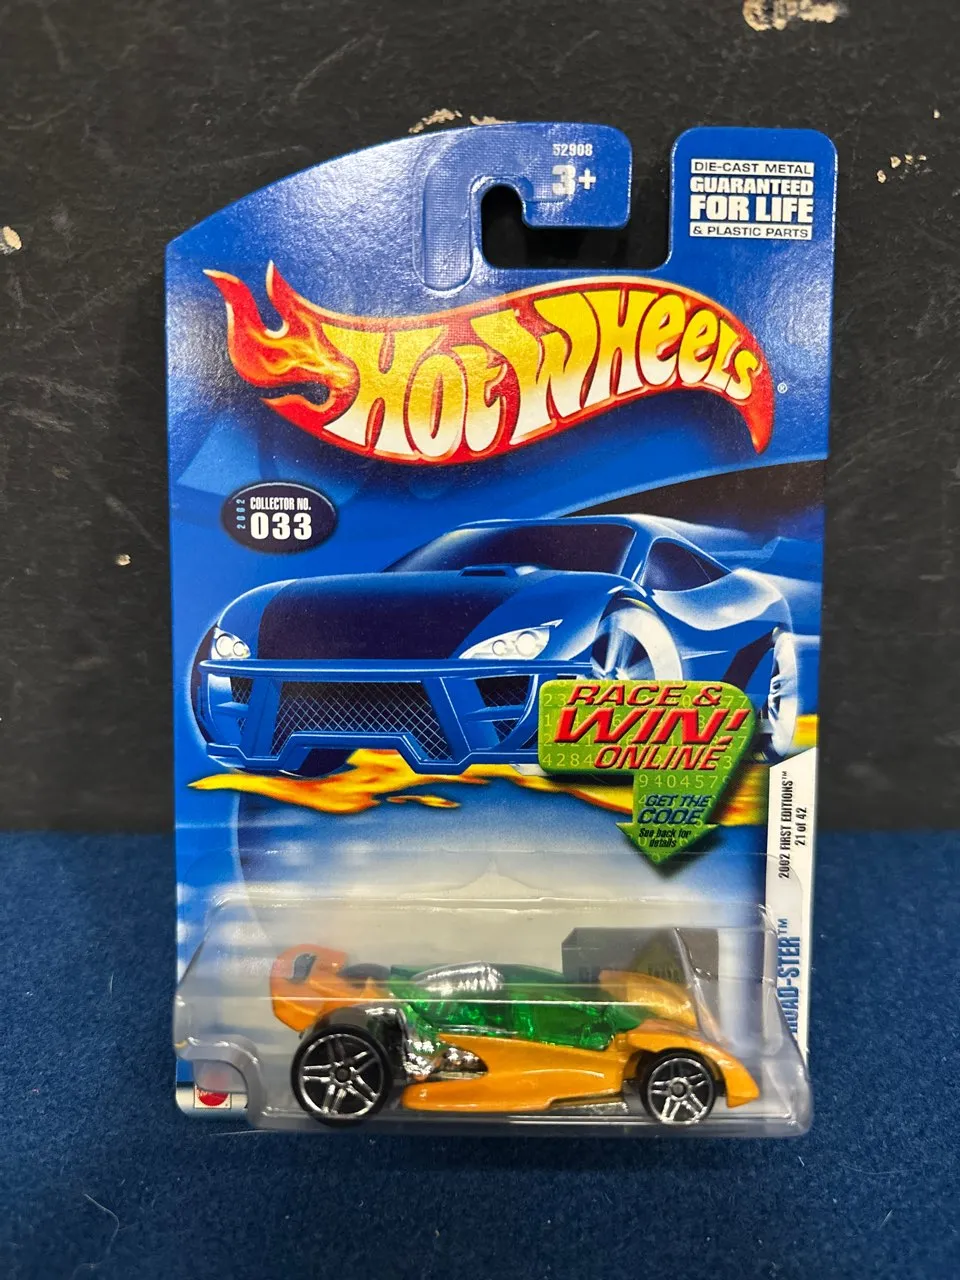 52908
3+
DIE-CAST METAL
GUARANTEED
FOR LIFE
& PLASTIC PARTS
HOT WHEELS®
2002
COLLECTOR NO.
033
RACE &
WIN!
ONLINE
GET THE
CODE
See back for
details
2002 FIRST EDITIONS™
21 of 42
ROAD-STER™